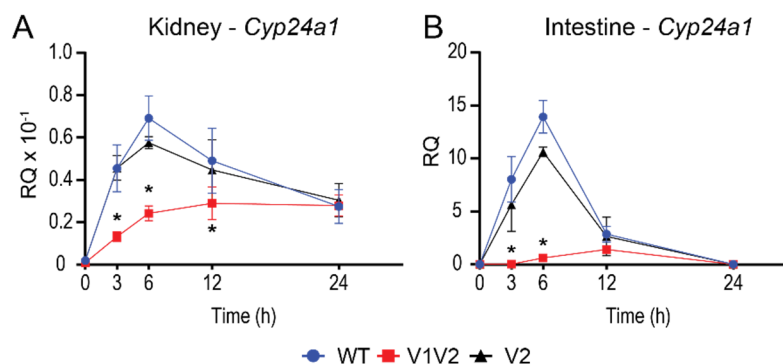 A Kidney - Cyp24a1
RQ x 10⁻¹
1.0
0.8
0.6
0.4
0.2
0
* * *
0 3 6 12 24
Time (h)
B Intestine - Cyp24a1
RQ
20
15
10
5
0
* *
0 3 6 12 24
Time (h)
WT V1V2 V2